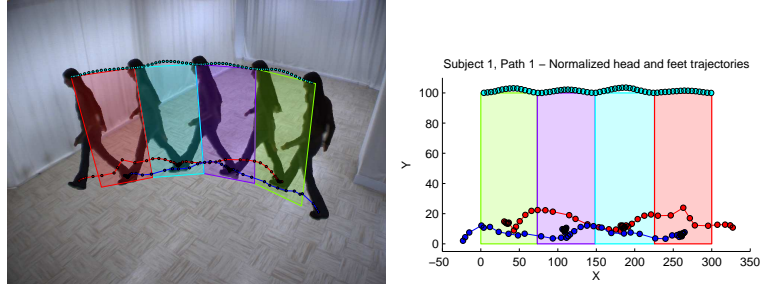 Subject 1, Path 1 – Normalized head and feet trajectories
100
80
60
40
20
0
Y
−50 0 50 100 150 200 250 300 350
X